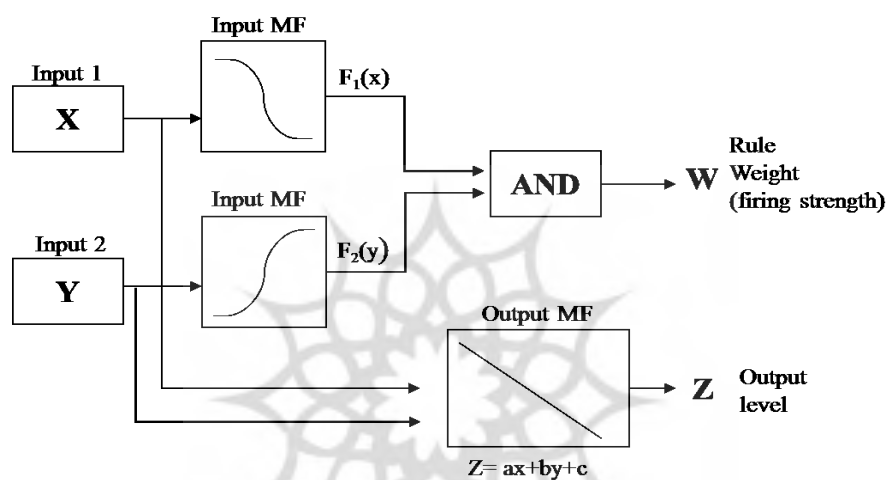 Input MF
Input 1
X
F₁(x)
AND
W
Rule
Weight
(firing strength)
Input MF
Input 2
Y
F₂(y)
Output MF
Z
Output
level
Z= ax+by+c